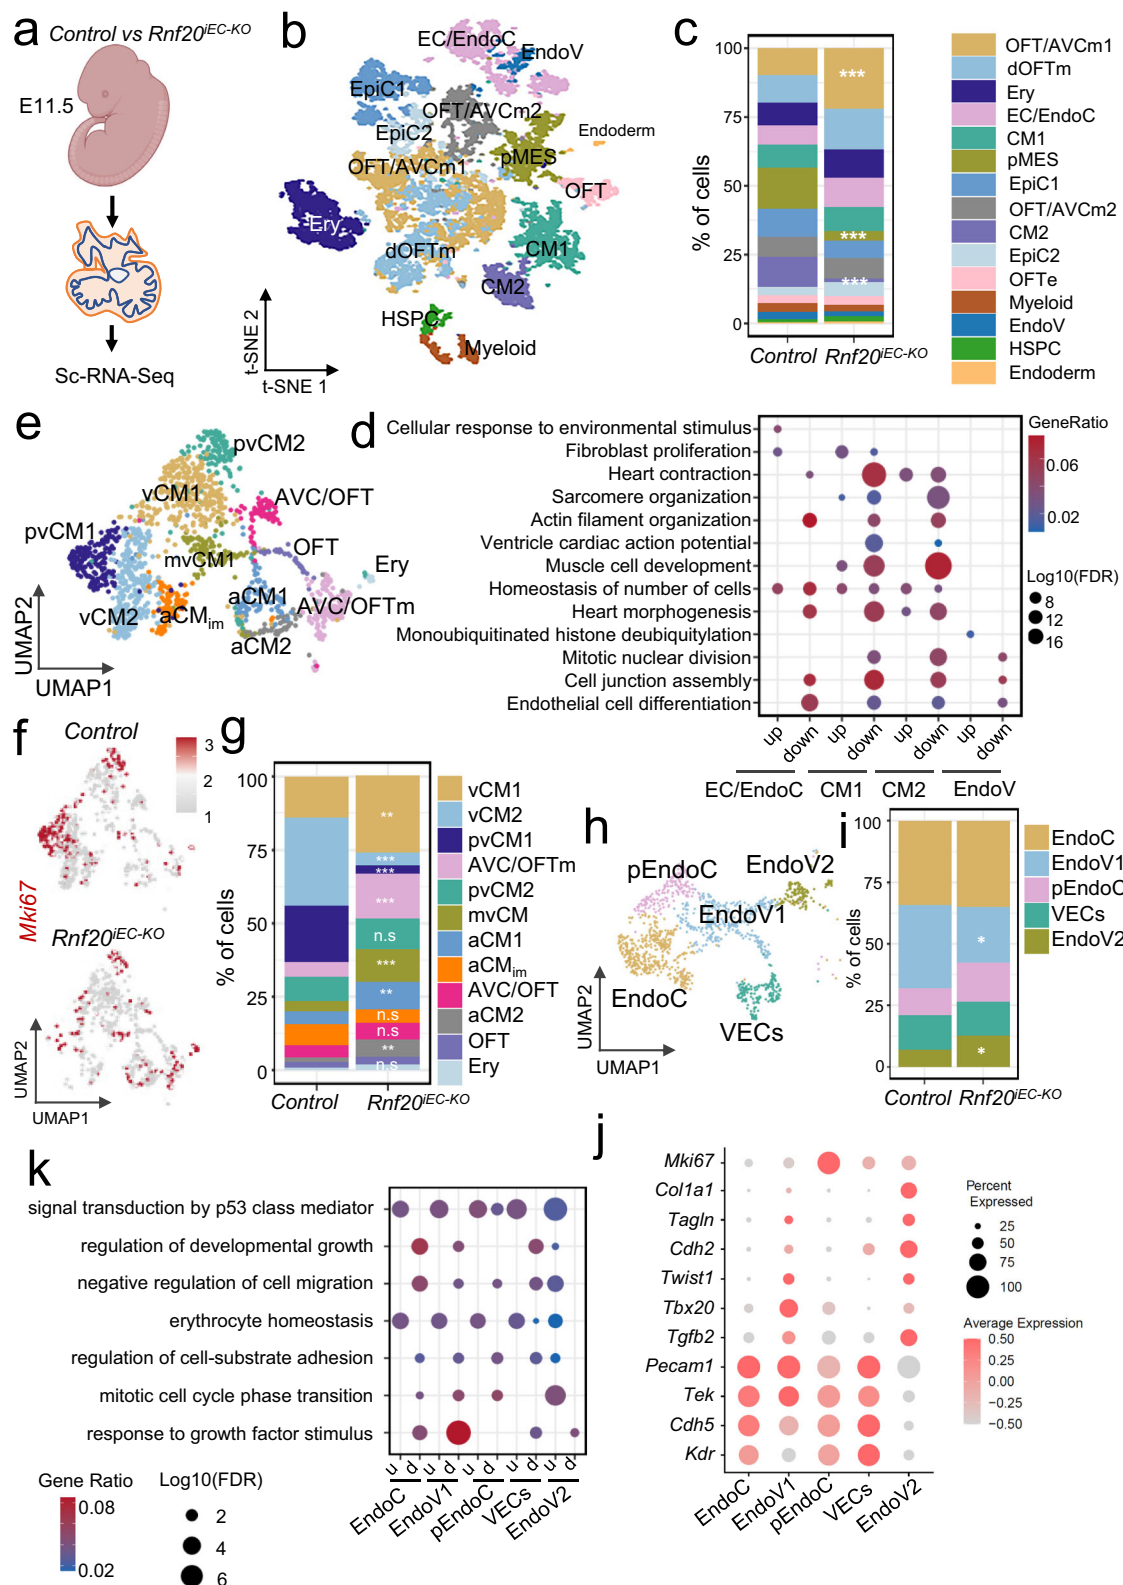 a
Control vs Rnf20iEC-KO
E11.5
Sc-RNA-Seq
b
EC/EndoC
EndoV
EpiC1
OFT/AVCm2
EpiC2
Endoderm
pMES
OFT/AVCm1
OFT
Ery
dOFTm
CM1
CM2
HSPC
Myeloid
t-SNE 2
t-SNE 1
c
% of cells
100
75
50
25
0
***
***
***
Control
Rnf20iEC-KO
OFT/AVCm1
dOFTm
Ery
EC/EndoC
CM1
pMES
EpiC1
OFT/AVCm2
CM2
EpiC2
OFTe
Myeloid
EndoV
HSPC
Endoderm
e
pvCM2
vCM1
AVC/OFT
pvCM1
mvCM1
OFT
Ery
aCM1
vCM2
aCMim
AVC/OFTm
aCM2
UMAP2
UMAP1
d
Cellular response to environmental stimulus
Fibroblast proliferation
Heart contraction
Sarcomere organization
Actin filament organization
Ventricle cardiac action potential
Muscle cell development
Homeostasis of number of cells
Heart morphogenesis
Monoubiquitinated histone deubiquitylation
Mitotic nuclear division
Cell junction assembly
Endothelial cell differentiation
up
down
up
down
up
down
up
down
EC/EndoC
CM1
CM2
EndoV
GeneRatio
0.06
0.02
Log10(FDR)
8
12
16
f
Control
3
2
1
Mki67
Rnf20iEC-KO
UMAP2
UMAP1
g
% of cells
100
75
50
25
0
**
***
***
***
n.s
***
**
n.s
n.s
**
n.s
Control
Rnf20iEC-KO
vCM1
vCM2
pvCM1
AVC/OFTm
pvCM2
mvCM
aCM1
aCMim
AVC/OFT
aCM2
OFT
Ery
h
pEndoC
EndoV2
EndoV1
EndoC
VECs
UMAP2
UMAP1
i
% of cells
100
75
50
25
0
*
*
Control
Rnf20iEC-KO
EndoC
EndoV1
pEndoC
VECs
EndoV2
k
signal transduction by p53 class mediator
regulation of developmental growth
negative regulation of cell migration
erythrocyte homeostasis
regulation of cell-substrate adhesion
mitotic cell cycle phase transition
response to growth factor stimulus
u
d
u
d
u
d
u
d
u
d
EndoC
EndoV1
pEndoC
VECs
EndoV2
Gene Ratio
0.08
0.02
Log10(FDR)
2
4
6
j
Mki67
Col1a1
Tagln
Cdh2
Twist1
Tbx20
Tgfb2
Pecam1
Tek
Cdh5
Kdr
EndoC
EndoV1
pEndoC
VECs
EndoV2
Percent
Expressed
25
50
75
100
Average Expression
0.50
0.25
0.00
−0.25
−0.50